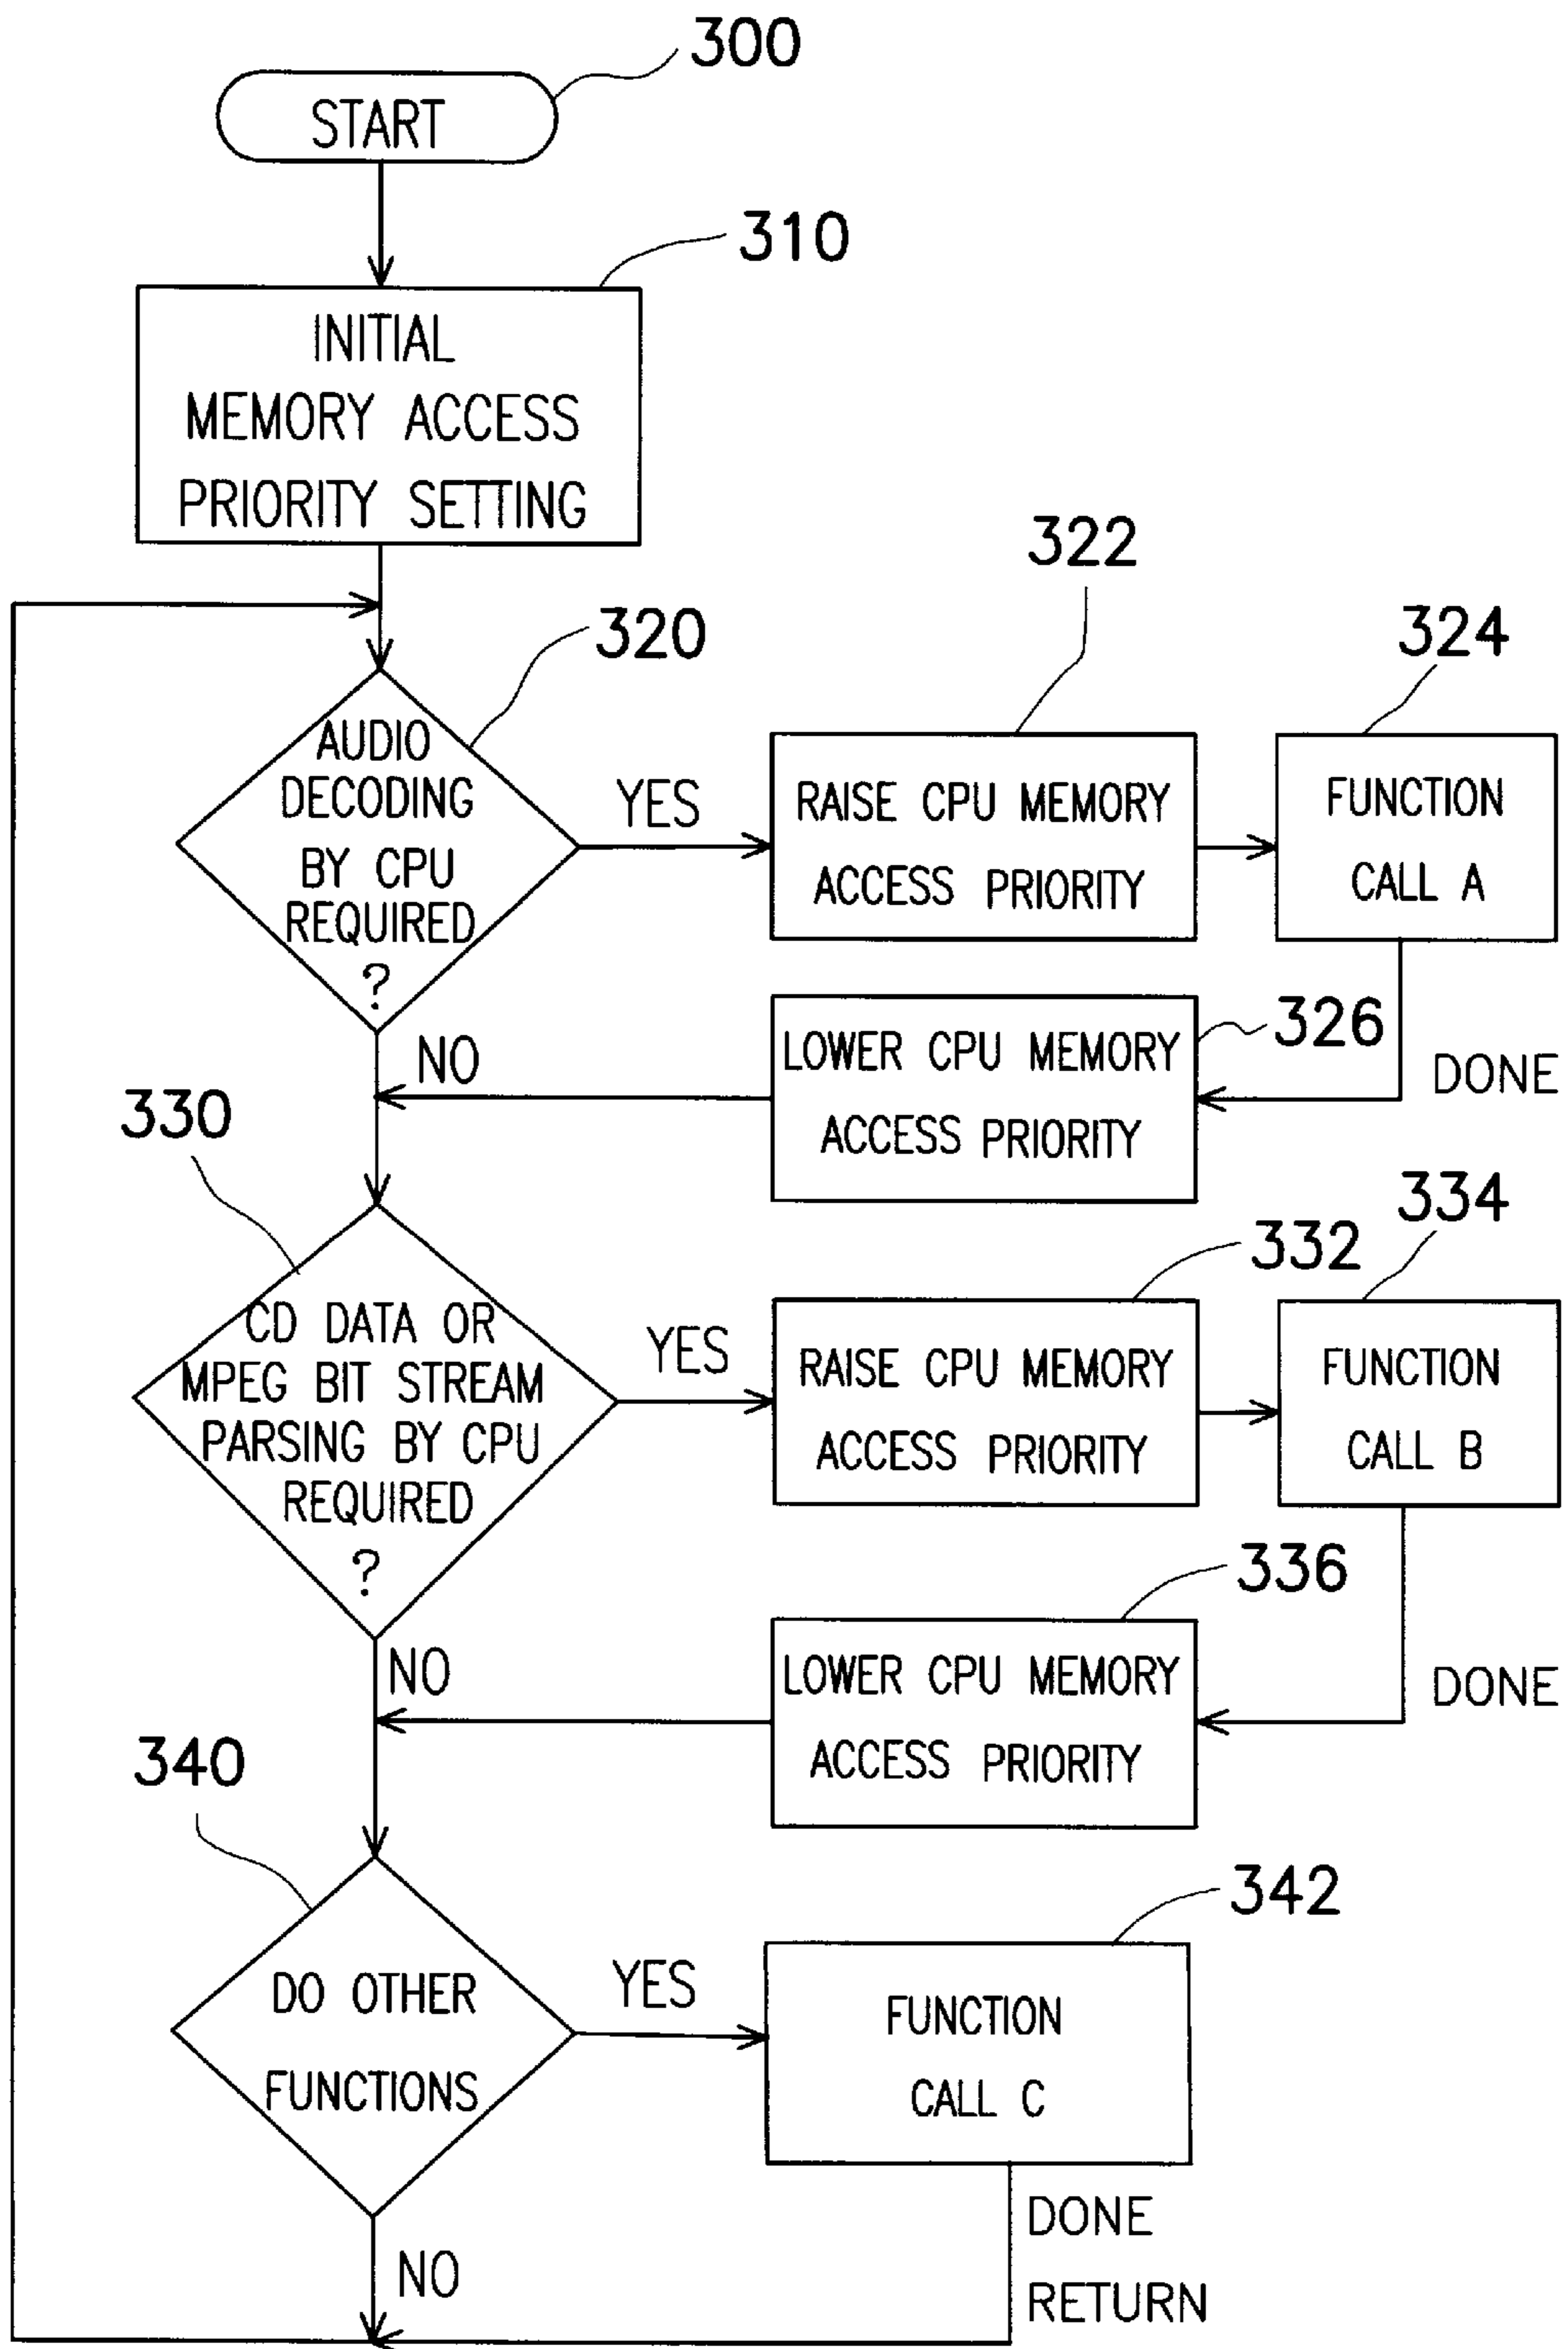 300
START
310
INITIAL
MEMORY ACCESS
PRIORITY SETTING
320
AUDIO
DECODING
BY CPU
REQUIRED
?
YES
322
RAISE CPU MEMORY
ACCESS PRIORITY
324
FUNCTION
CALL A
DONE
326
LOWER CPU MEMORY
ACCESS PRIORITY
NO
330
CD DATA OR
MPEG BIT STREAM
PARSING BY CPU
REQUIRED
?
YES
332
RAISE CPU MEMORY
ACCESS PRIORITY
334
FUNCTION
CALL B
DONE
336
LOWER CPU MEMORY
ACCESS PRIORITY
NO
340
DO OTHER
FUNCTIONS
YES
342
FUNCTION
CALL C
DONE
RETURN
NO